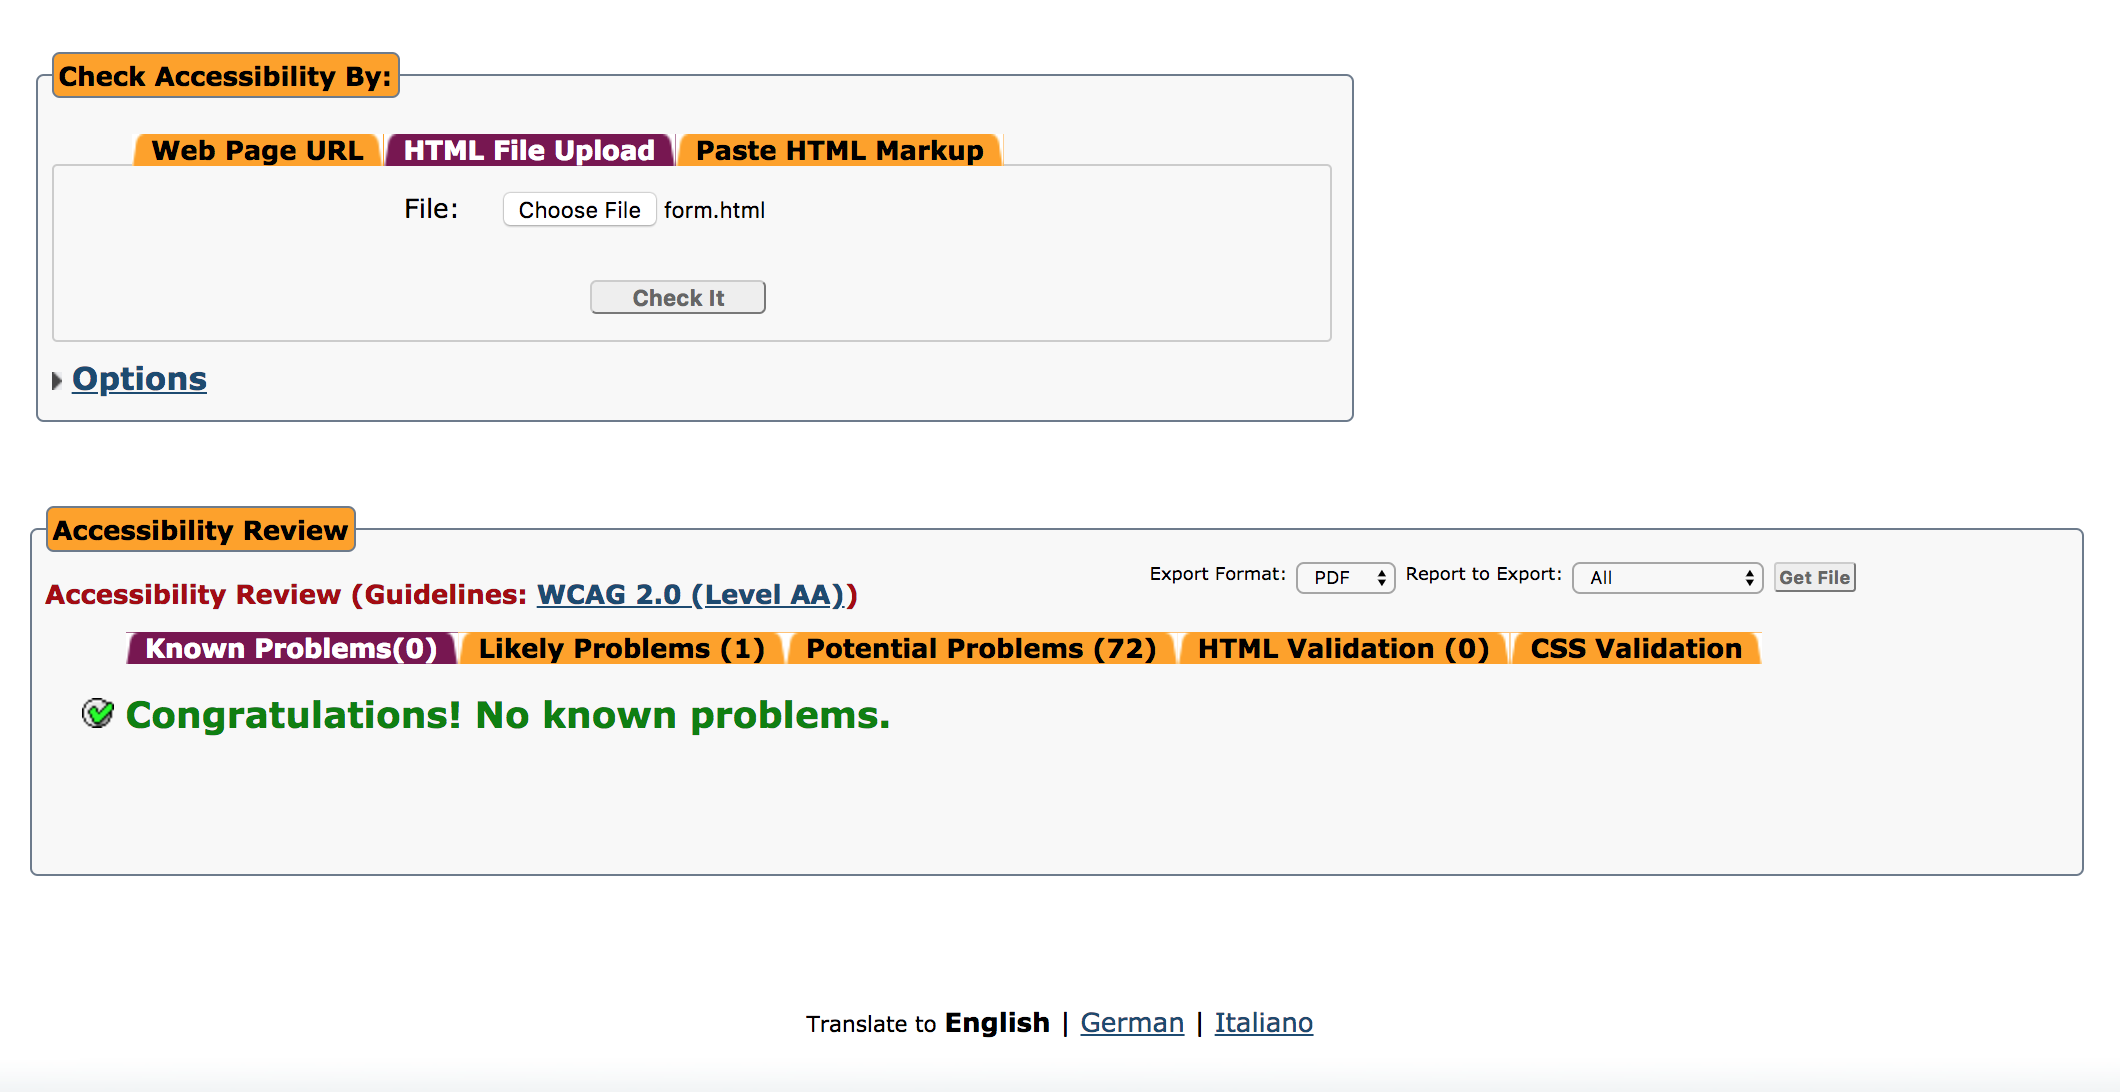 Check Accessibility By:
Web Page URL HTML File Upload Paste HTML Markup
File: Choose File form.html
Check It
Options
Accessibility Review
Export Format: PDF Report to Export: All Get File
Accessibility Review (Guidelines: WCAG 2.0 (Level AA))
Known Problems(0) Likely Problems (1) Potential Problems (72) HTML Validation (0) CSS Validation
Congratulations! No known problems.
Translate to English | German | Italiano